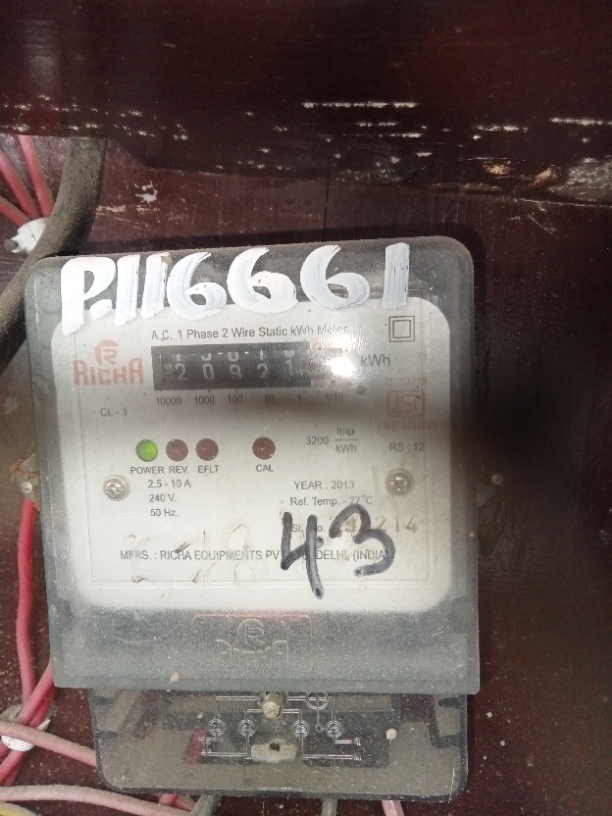 P.116661
A.C. 1 Phase 2 Wire Static kWh Meter
RICHA
20921
kWh
10000 1000 100 10 1 1/10
CL - 1
3200 Imp/kWh
RS : 12
POWER REV. EFLT CAL
2.5 - 10 A
240 V.
50 Hz.
YEAR : 2013
Ref. Temp. - 27°C
43
MFRS. : RICHA EQUIPMENTS PVT. DELHI, (INDIA)
RICHA